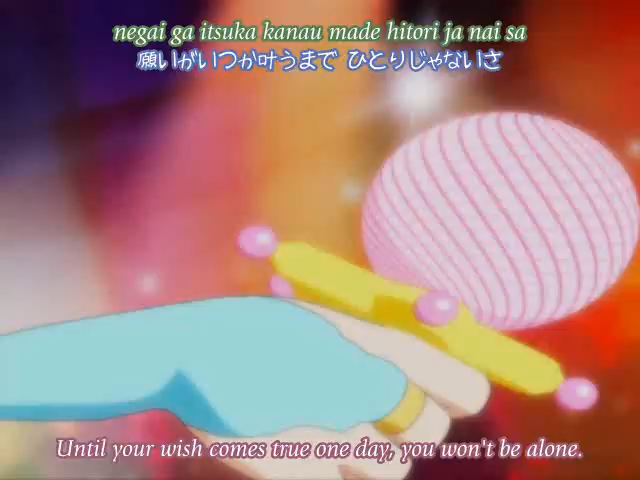 negai ga itsuka kanau made hitori ja nai sa
願いがいつか叶うまで ひとりじゃないさ
Until your wish comes true one day, you won't be alone.